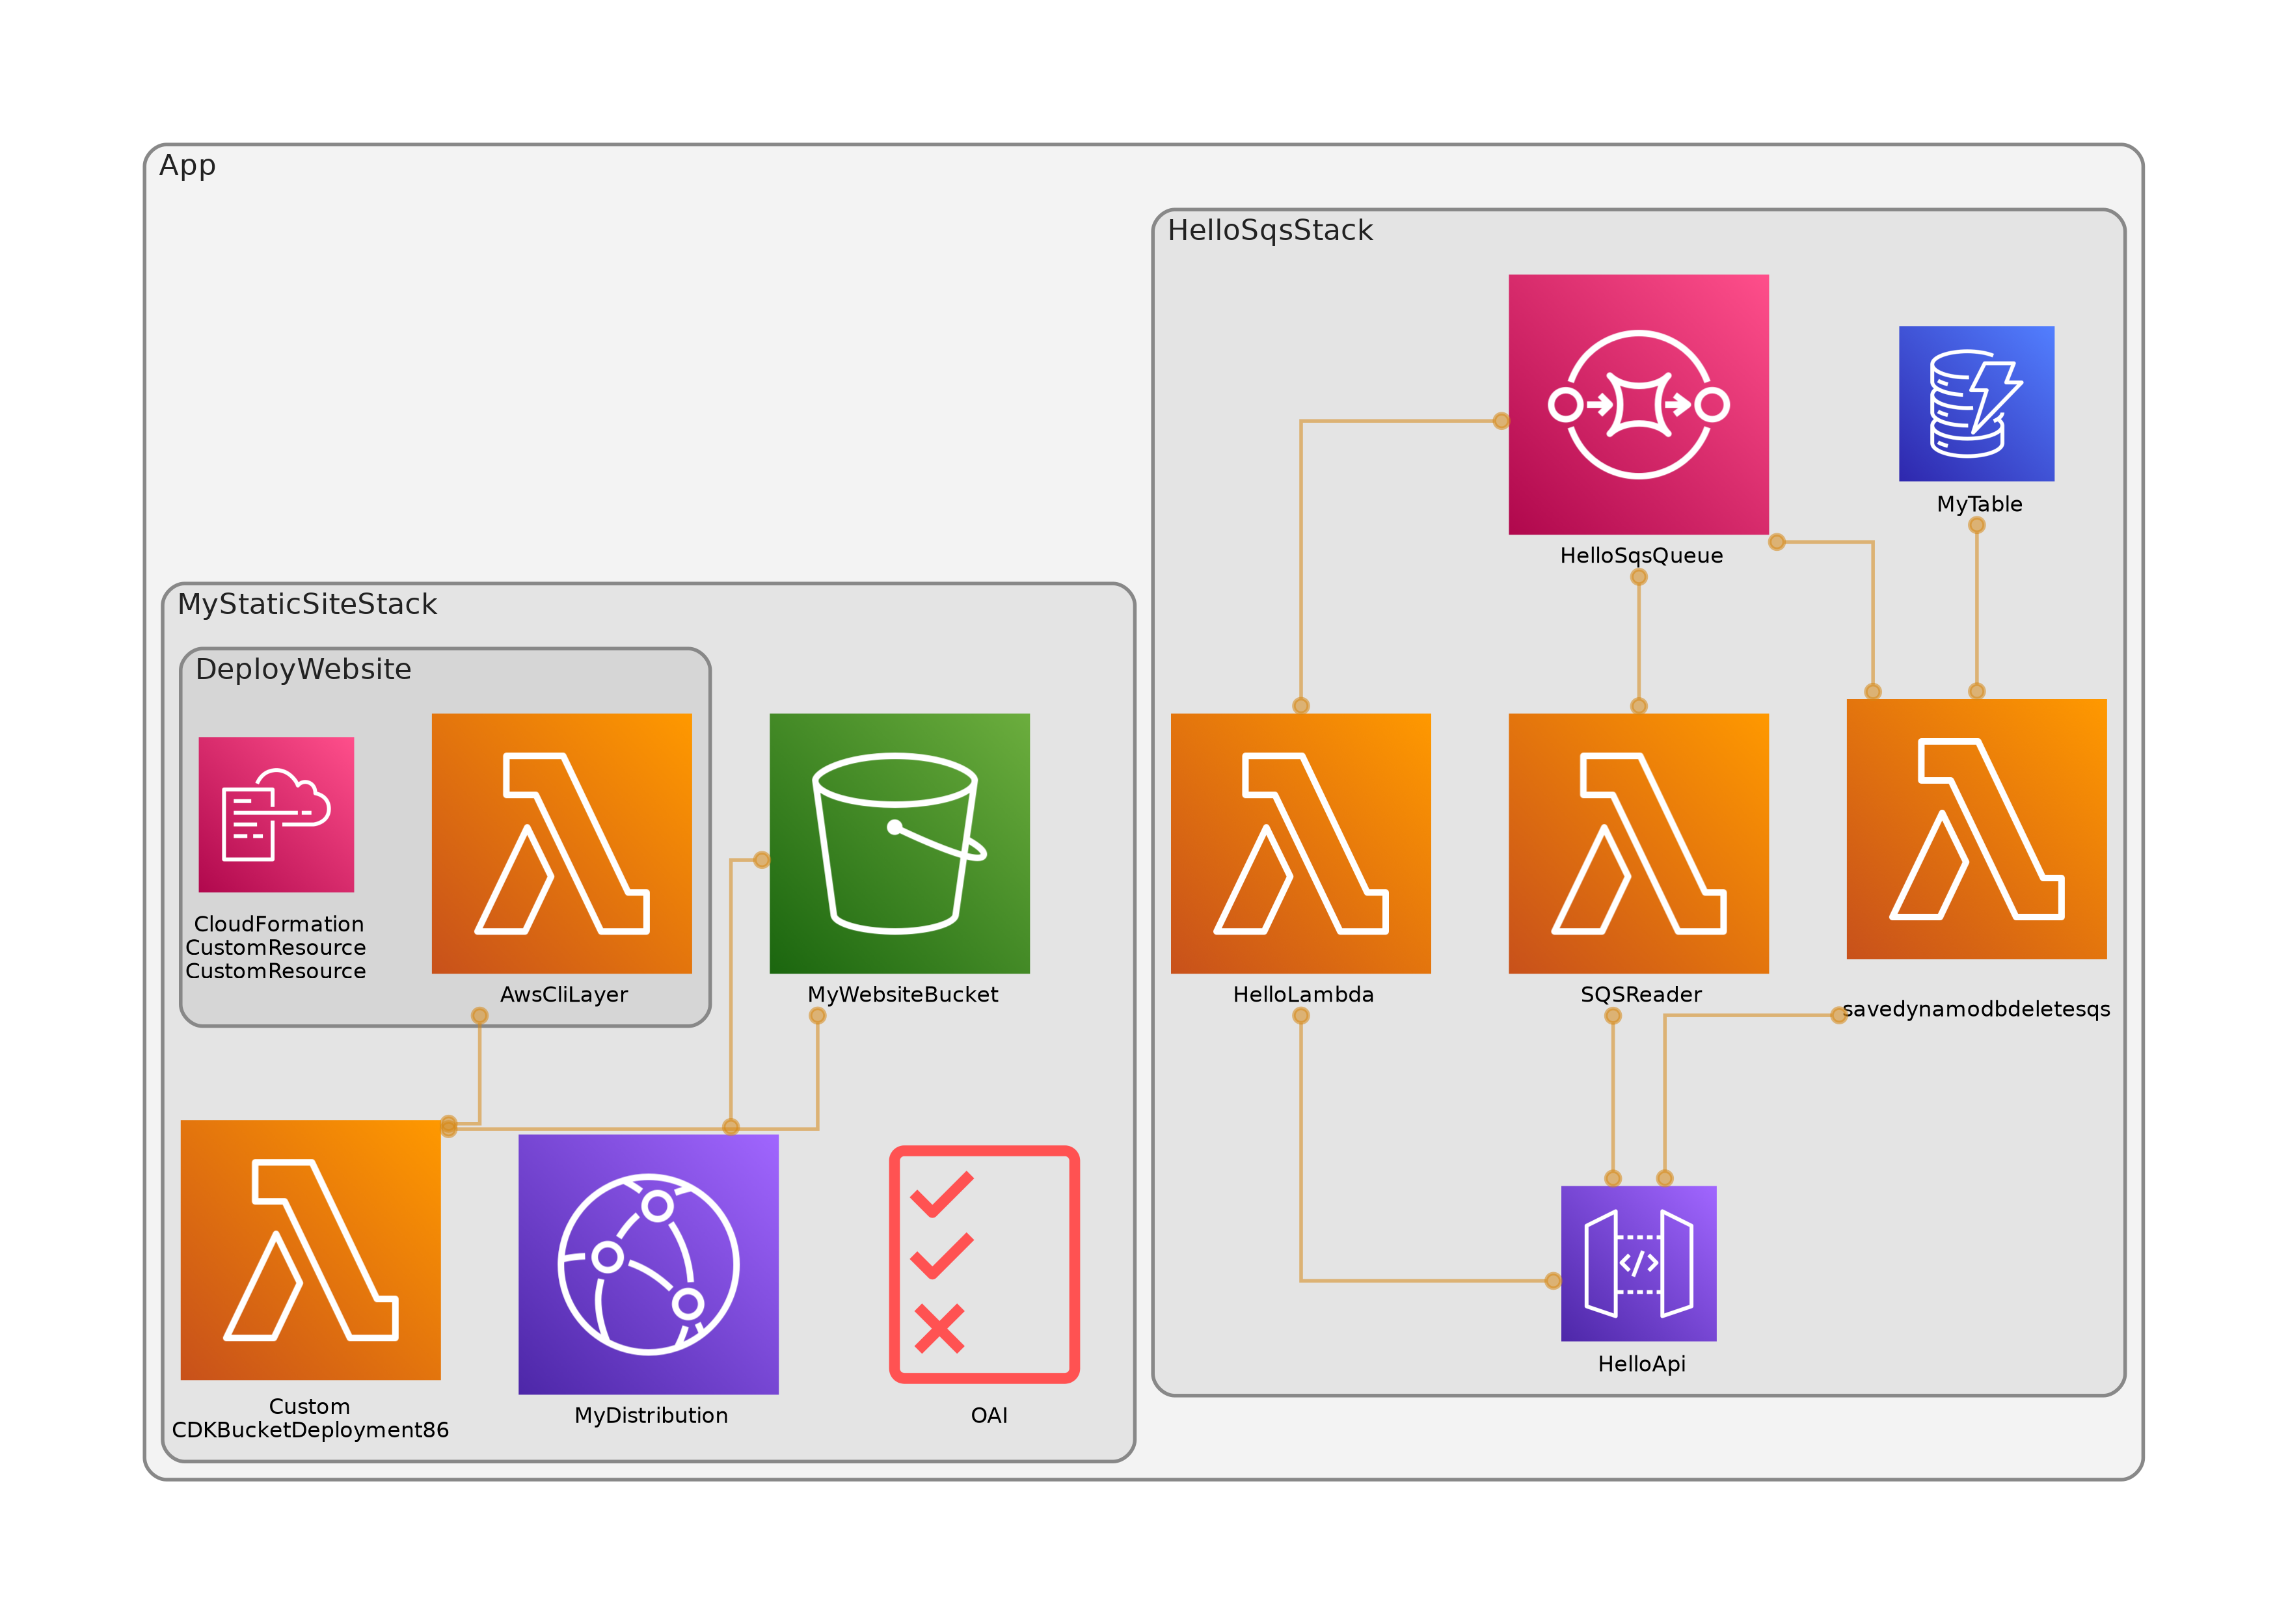 App
HelloSqsStack
HelloSqsQueue
MyTable
MyStaticSiteStack
DeployWebsite
CloudFormation
CustomResource
CustomResource
AwsCliLayer
MyWebsiteBucket
HelloLambda
SQSReader
savedynamodbdeletesqs
Custom
CDKBucketDeployment86
MyDistribution
OAI
</>
HelloApi